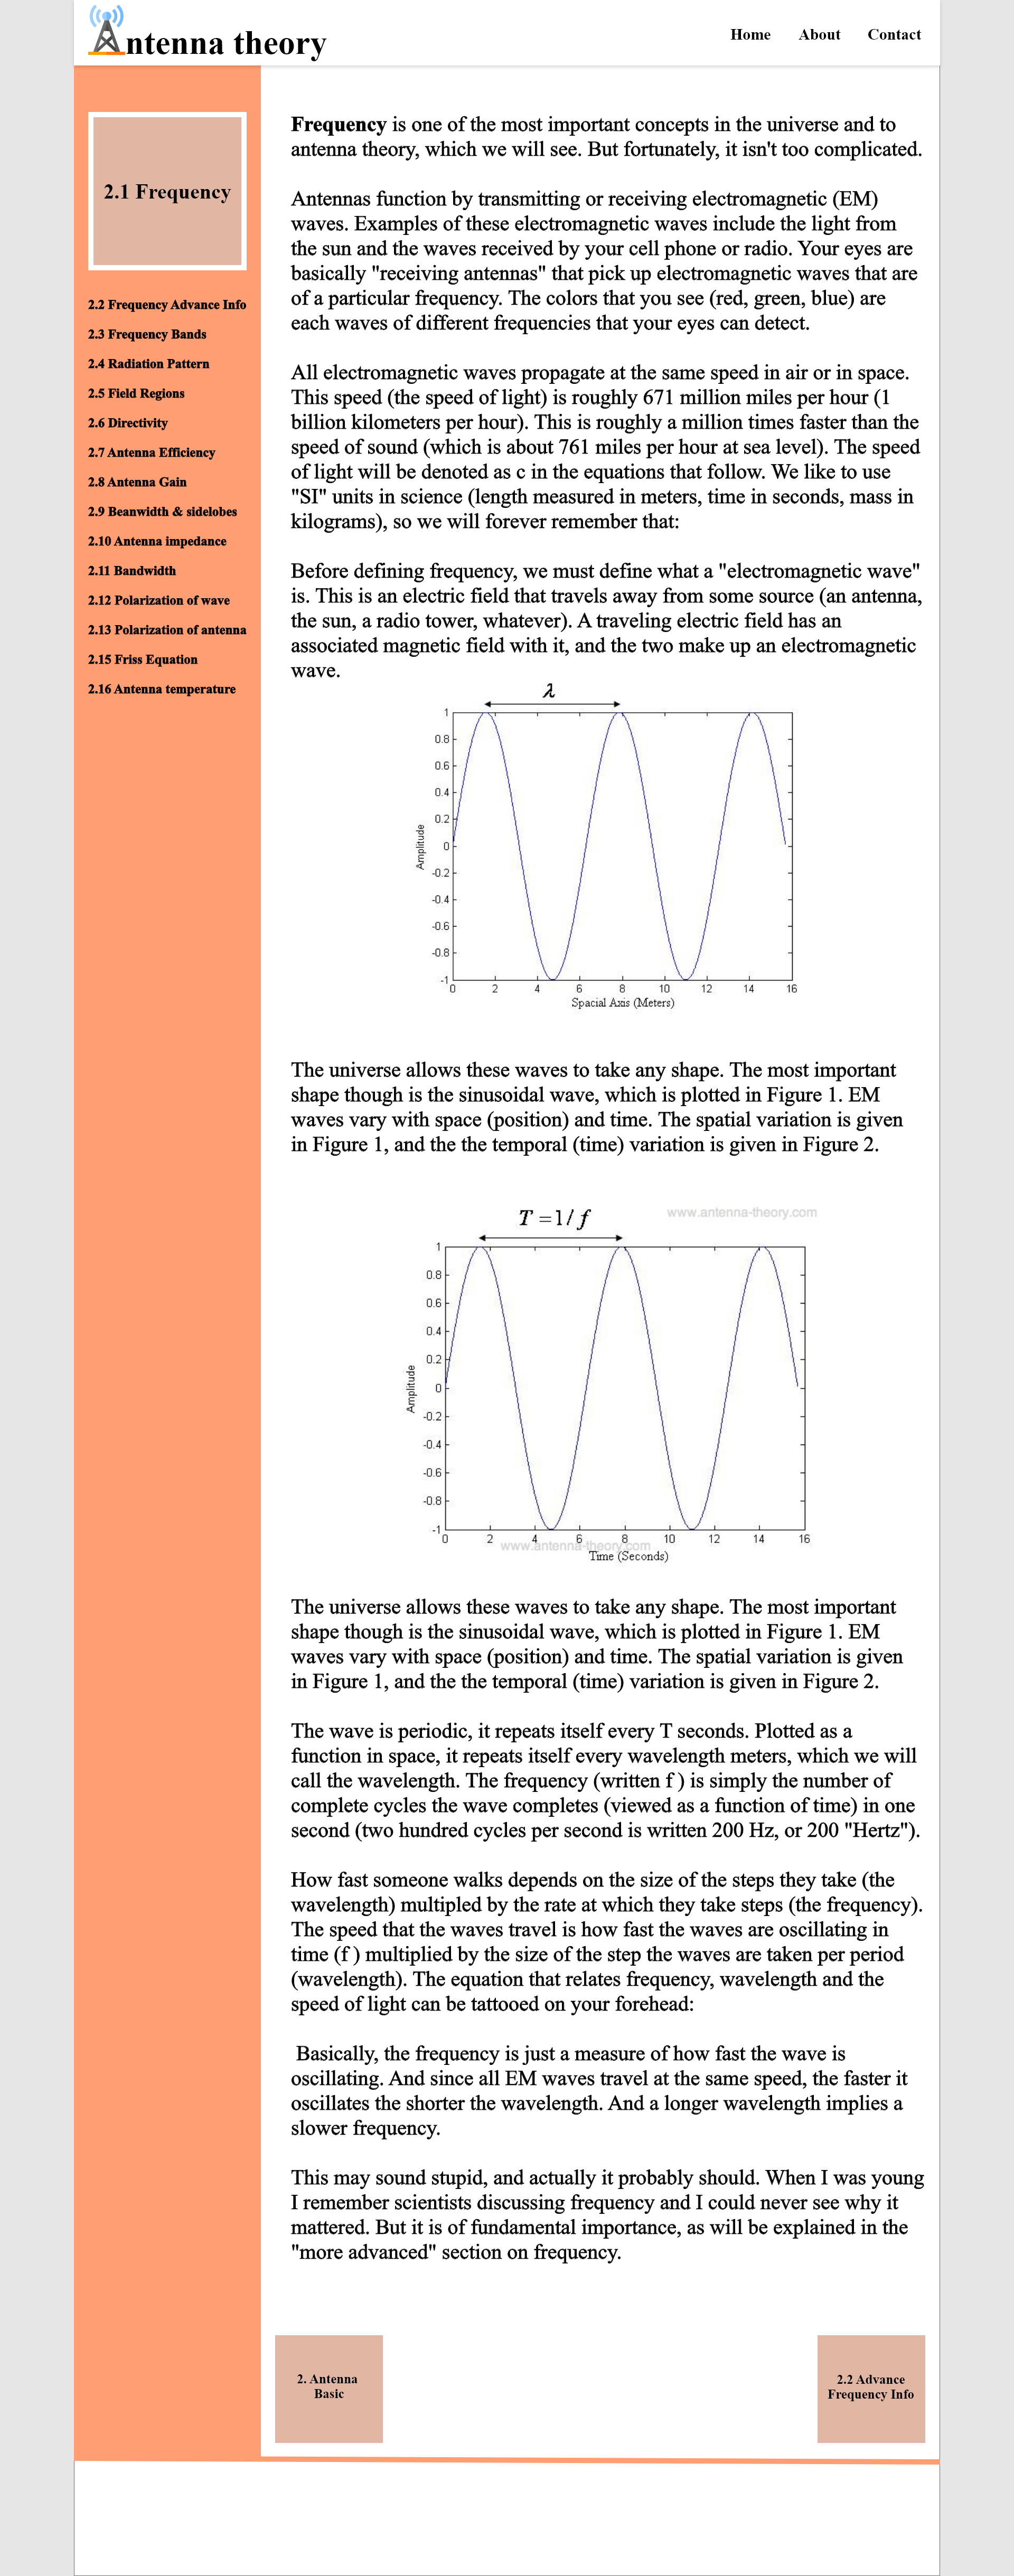 ntenna theory
Home About Contact
2.1 Frequency
2.2 Frequency Advance Info
2.3 Frequency Bands
2.4 Radiation Pattern
2.5 Field Regions
2.6 Directivity
2.7 Antenna Efficiency
2.8 Antenna Gain
2.9 Beanwidth & sidelobes
2.10 Antenna impedance
2.11 Bandwidth
2.12 Polarization of wave
2.13 Polarization of antenna
2.15 Friss Equation
2.16 Antenna temperature
Frequency is one of the most important concepts in the universe and to
antenna theory, which we will see. But fortunately, it isn't too complicated.
Antennas function by transmitting or receiving electromagnetic (EM)
waves. Examples of these electromagnetic waves include the light from
the sun and the waves received by your cell phone or radio. Your eyes are
basically "receiving antennas" that pick up electromagnetic waves that are
of a particular frequency. The colors that you see (red, green, blue) are
each waves of different frequencies that your eyes can detect.
All electromagnetic waves propagate at the same speed in air or in space.
This speed (the speed of light) is roughly 671 million miles per hour (1
billion kilometers per hour). This is roughly a million times faster than the
speed of sound (which is about 761 miles per hour at sea level). The speed
of light will be denoted as c in the equations that follow. We like to use
"SI" units in science (length measured in meters, time in seconds, mass in
kilograms), so we will forever remember that:
Before defining frequency, we must define what a "electromagnetic wave"
is. This is an electric field that travels away from some source (an antenna,
the sun, a radio tower, whatever). A traveling electric field has an
associated magnetic field with it, and the two make up an electromagnetic
wave.
λ
1
0.8
0.6
0.4
0.2
0
-0.2
-0.4
-0.6
-0.8
-1
Amplitude
0 2 4 6 8 10 12 14 16
Spacial Axis (Meters)
The universe allows these waves to take any shape. The most important
shape though is the sinusoidal wave, which is plotted in Figure 1. EM
waves vary with space (position) and time. The spatial variation is given
in Figure 1, and the the temporal (time) variation is given in Figure 2.
T =1/ f
www.antenna-theory.com
1
0.8
0.6
0.4
0.2
0
-0.2
-0.4
-0.6
-0.8
-1
Amplitude
0 2 4 6 8 10 12 14 16
www.antenna-theory.com
Time (Seconds)
The universe allows these waves to take any shape. The most important
shape though is the sinusoidal wave, which is plotted in Figure 1. EM
waves vary with space (position) and time. The spatial variation is given
in Figure 1, and the the temporal (time) variation is given in Figure 2.
The wave is periodic, it repeats itself every T seconds. Plotted as a
function in space, it repeats itself every wavelength meters, which we will
call the wavelength. The frequency (written f ) is simply the number of
complete cycles the wave completes (viewed as a function of time) in one
second (two hundred cycles per second is written 200 Hz, or 200 "Hertz").
How fast someone walks depends on the size of the steps they take (the
wavelength) multipled by the rate at which they take steps (the frequency).
The speed that the waves travel is how fast the waves are oscillating in
time (f ) multiplied by the size of the step the waves are taken per period
(wavelength). The equation that relates frequency, wavelength and the
speed of light can be tattooed on your forehead:
Basically, the frequency is just a measure of how fast the wave is
oscillating. And since all EM waves travel at the same speed, the faster it
oscillates the shorter the wavelength. And a longer wavelength implies a
slower frequency.
This may sound stupid, and actually it probably should. When I was young
I remember scientists discussing frequency and I could never see why it
mattered. But it is of fundamental importance, as will be explained in the
"more advanced" section on frequency.
2. Antenna
Basic
2.2 Advance
Frequency Info